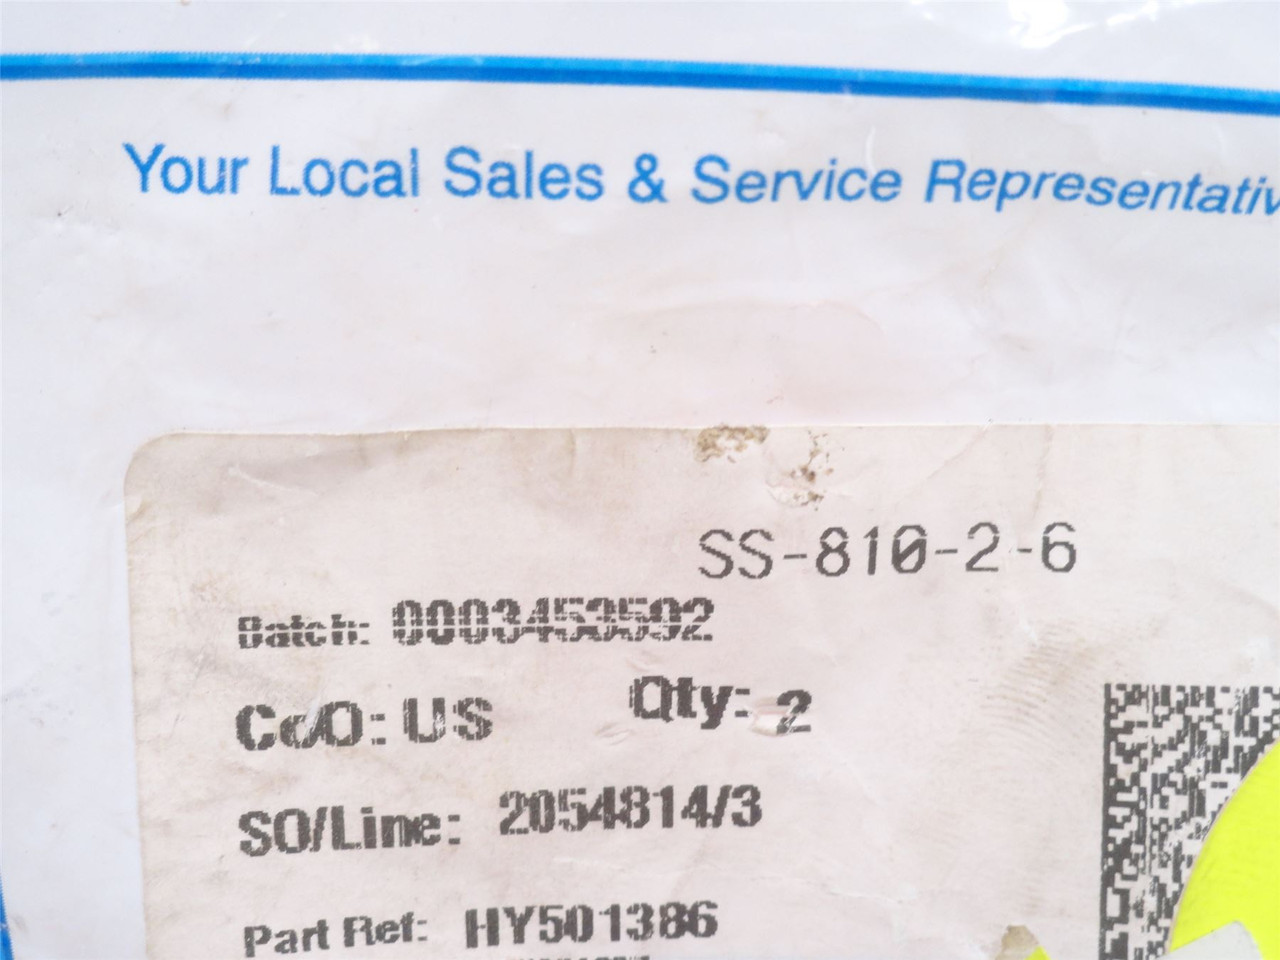 Your Local Sales & Service Representativ
SS-810-2-6
Batch: 0003453592
CoO: US Qty: 2
SO/Line: 2054814/3
Part Ref: HY501386